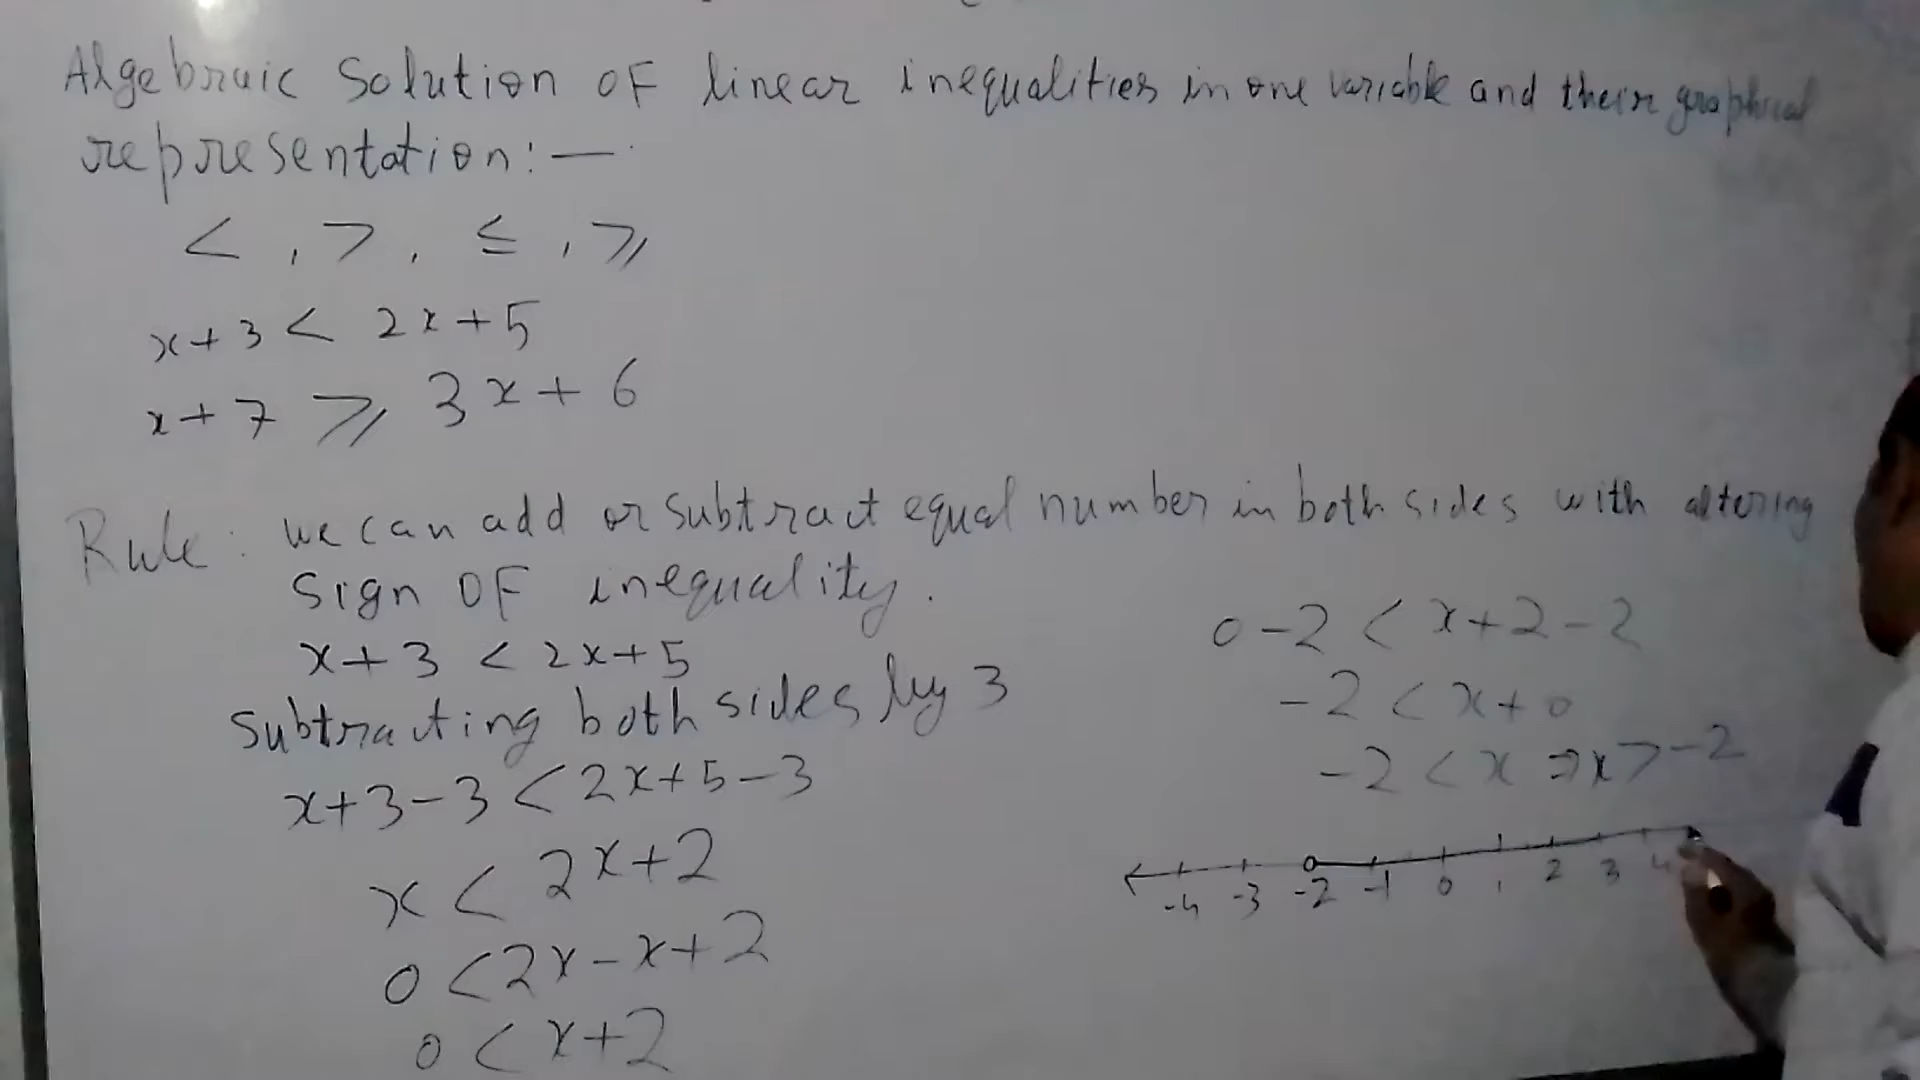 Algebraic Solution OF linear inequalities in one variable and their graphical
representation:—
< , > , ≤ , ≥
x+3 < 2x+5
x+7 ≥ 3x+6
Rule: we can add or subtract equal number in both sides with altering
Sign OF inequality.
x+3 < 2x+5
Subtracting both sides by 3
x+3-3 < 2x+5-3
x < 2x+2
0 < 2x-x+2
0 < x+2
0-2 < x+2-2
-2 < x+0
-2 < x ⇒ x > -2
-4 -3 -2 -1 0 1 2 3 4